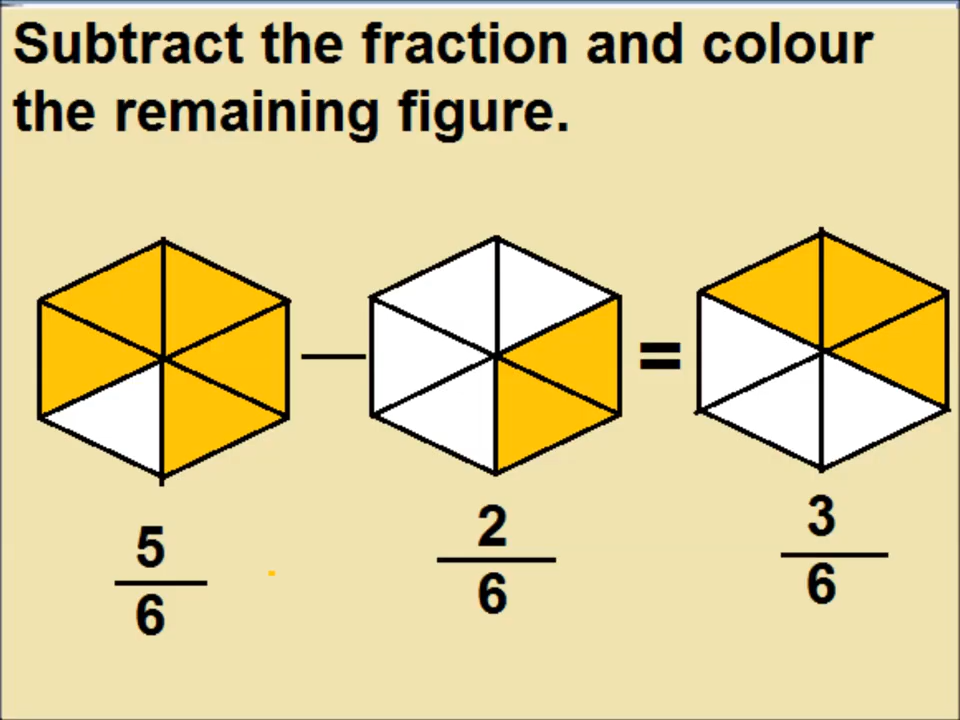 Subtract the fraction and colour
the remaining figure.
— =
5 2 3
6 6 6